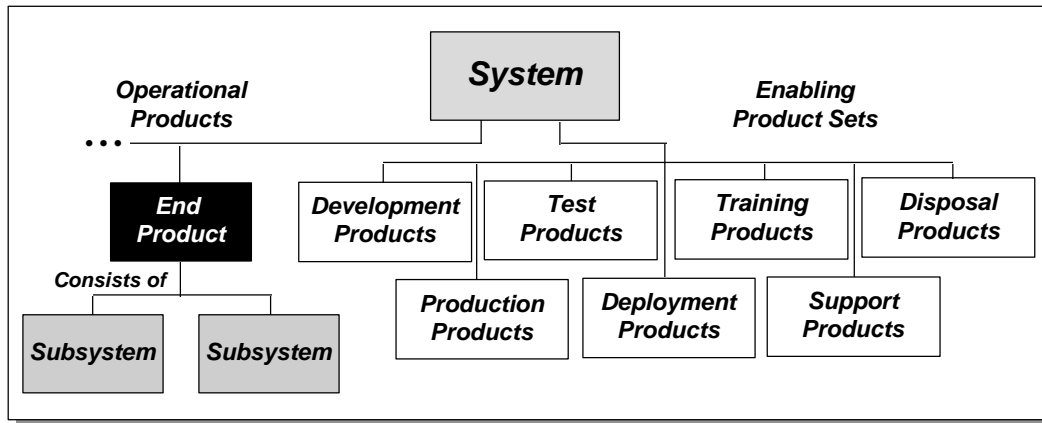 System
Operational
Products
Enabling
Product Sets
•••
End
Product
Development
Products
Test
Products
Training
Products
Disposal
Products
Consists of
Production
Products
Deployment
Products
Support
Products
Subsystem
Subsystem